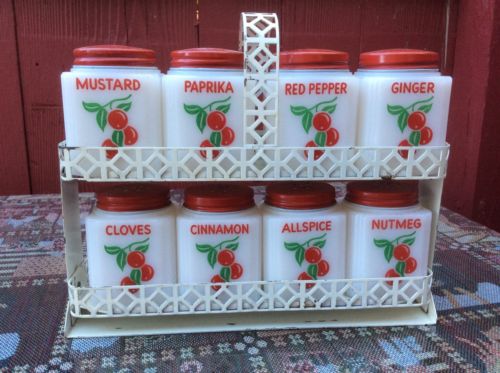 MUSTARD
PAPRIKA
RED PEPPER
GINGER
CLOVES
CINNAMON
ALLSPICE
NUTMEG